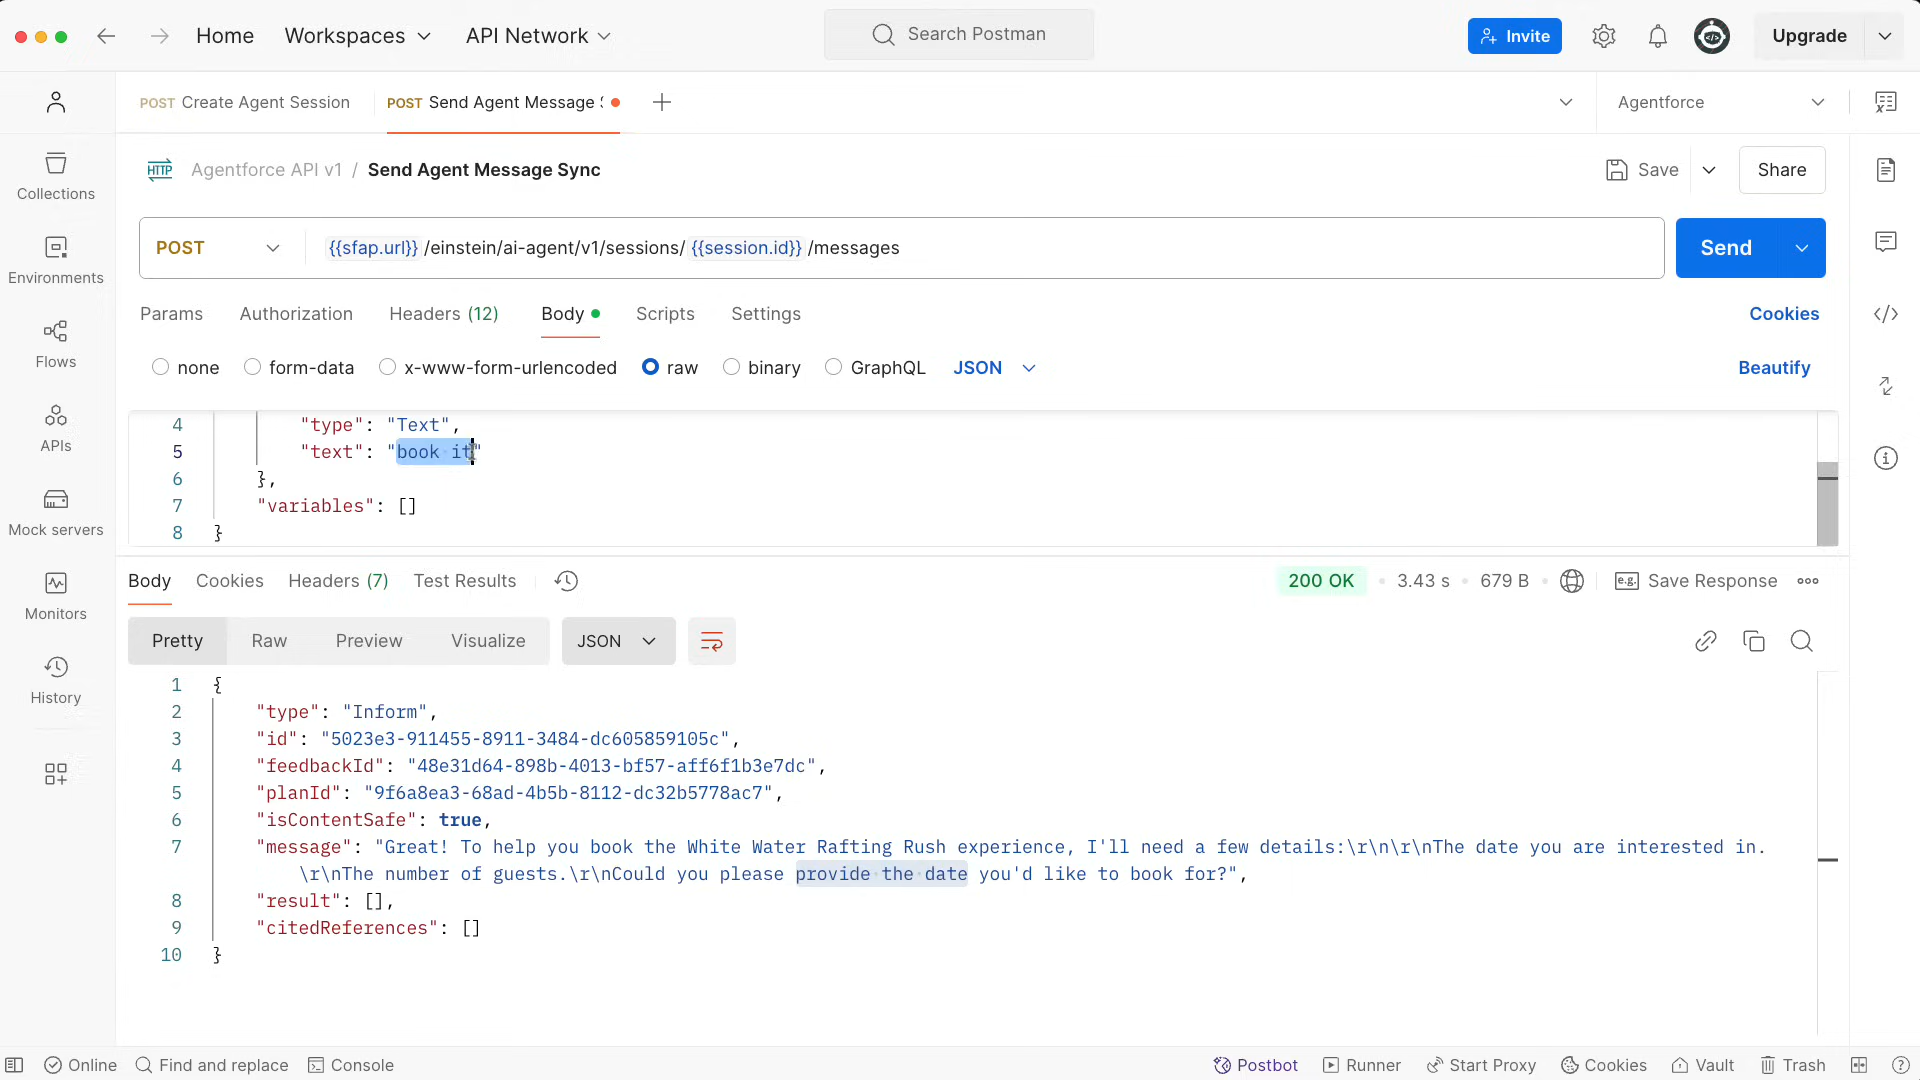 Home Workspaces API Network Search Postman Invite Upgrade
POST Create Agent Session POST Send Agent Message Agentforce
HTTP Agentforce API v1 / Send Agent Message Sync Save Share
POST {{sfap.url}}/einstein/ai-agent/v1/sessions/{{session.id}}/messages Send
Params Authorization Headers (12) Body Scripts Settings Cookies
none form-data x-www-form-urlencoded raw binary GraphQL JSON Beautify
4 "type": "Text",
5 "text": "book it"
6 },
7 "variables": []
8 }
Body Cookies Headers (7) Test Results 200 OK 3.43 s 679 B e.g. Save Response
Pretty Raw Preview Visualize JSON
1 {
2 "type": "Inform",
3 "id": "5023e3-911455-8911-3484-dc605859105c",
4 "feedbackId": "48e31d64-898b-4013-bf57-aff6f1b3e7dc",
5 "planId": "9f6a8ea3-68ad-4b5b-8112-dc32b5778ac7",
6 "isContentSafe": true,
7 "message": "Great! To help you book the White Water Rafting Rush experience, I'll need a few details:\r\n\r\nThe date you are interested in.
\r\nThe number of guests.\r\nCould you please provide the date you'd like to book for?",
8 "result": [],
9 "citedReferences": []
10 }
Collections
Environments
Flows
APIs
Mock servers
Monitors
History
Online Find and replace Console Postbot Runner Start Proxy Cookies Vault Trash